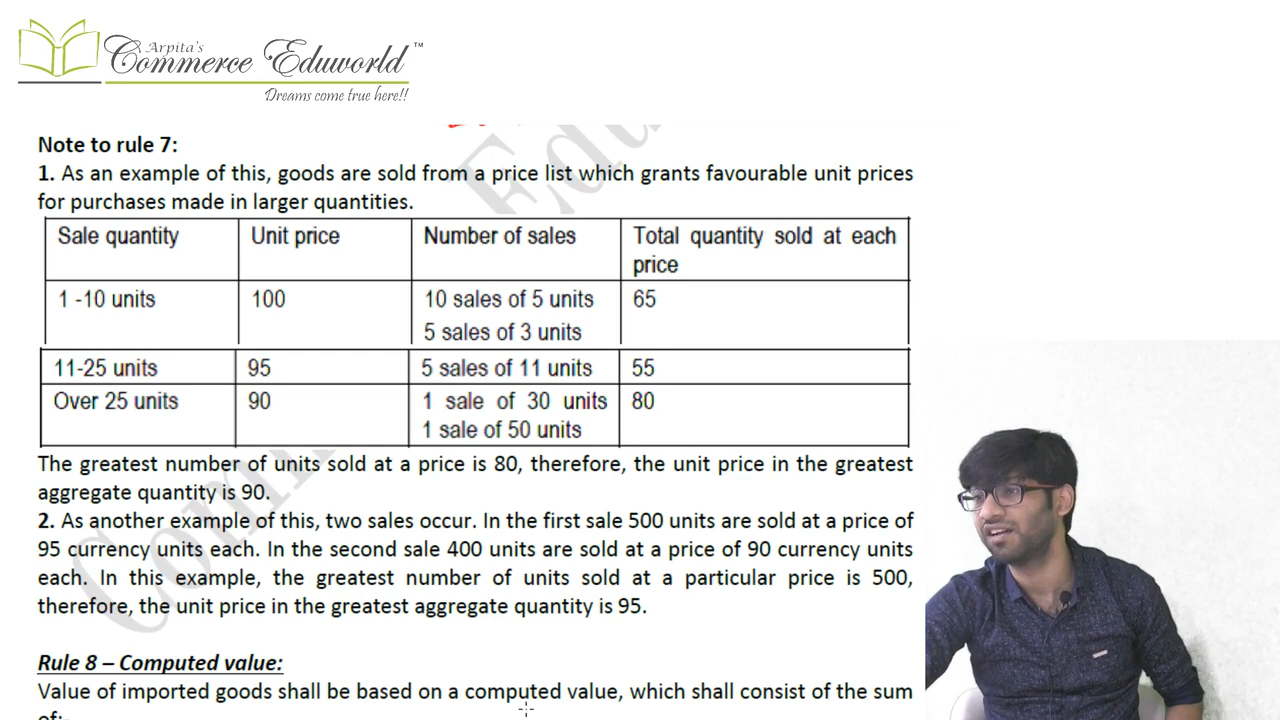 Arpita's
Commerce Eduworld™
Dreams come true here!!
Note to rule 7:
1. As an example of this, goods are sold from a price list which grants favourable unit prices
for purchases made in larger quantities.
Sale quantity Unit price Number of sales Total quantity sold at each
price
1 -10 units 100 10 sales of 5 units 65
5 sales of 3 units
11-25 units 95 5 sales of 11 units 55
Over 25 units 90 1 sale of 30 units 80
1 sale of 50 units
The greatest number of units sold at a price is 80, therefore, the unit price in the greatest
aggregate quantity is 90.
2. As another example of this, two sales occur. In the first sale 500 units are sold at a price of
95 currency units each. In the second sale 400 units are sold at a price of 90 currency units
each. In this example, the greatest number of units sold at a particular price is 500,
therefore, the unit price in the greatest aggregate quantity is 95.
Rule 8 – Computed value:
Value of imported goods shall be based on a computed value, which shall consist of the sum
of:-